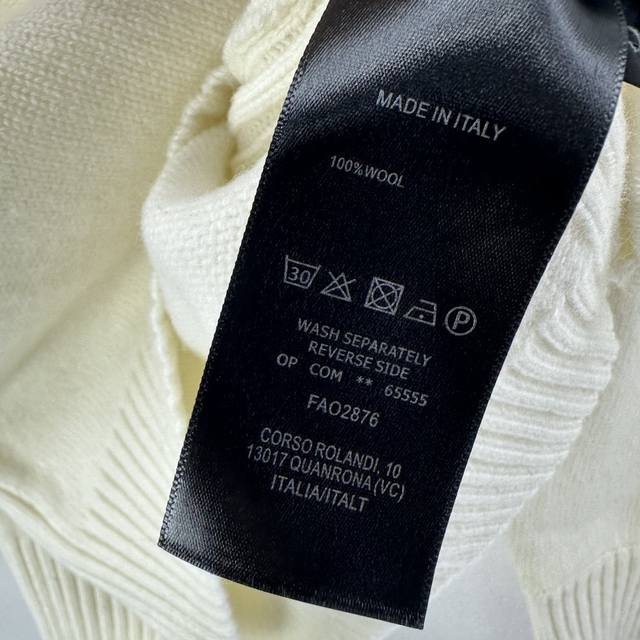 MADE IN ITALY
100%WOOL
30
P
WASH SEPARATELY
REVERSE SIDE
OP COM ** 65555
FAO2876
CORSO ROLANDI, 10
13017 QUANRONA (VC)
ITALIA/ITALT